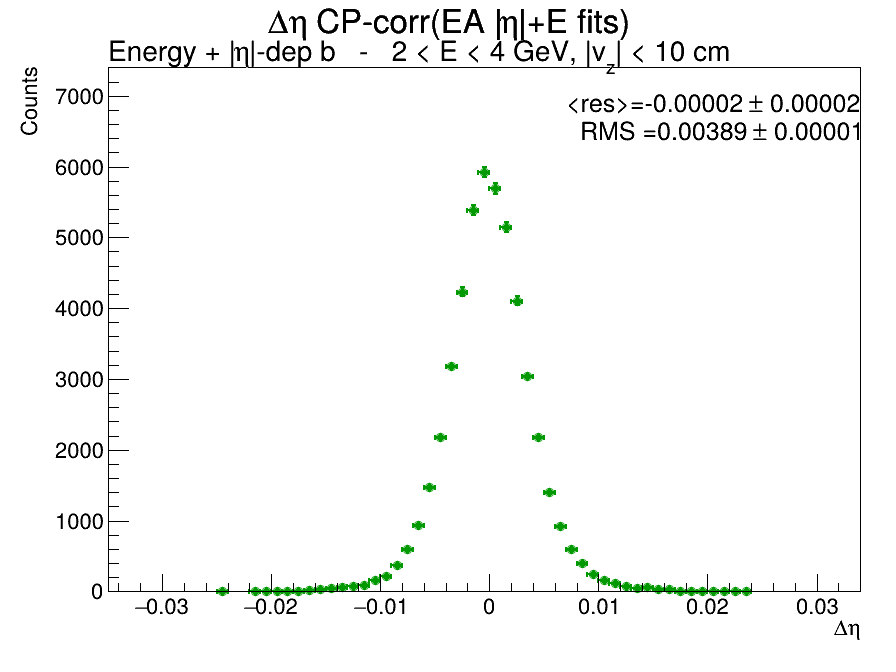 Δη CP-corr(EA |η|+E fits)
Energy + |η|-dep b - 2 < E < 4 GeV, |v_z| < 10 cm
<res>=-0.00002 ± 0.00002
RMS =0.00389 ± 0.00001
Counts
7000
6000
5000
4000
3000
2000
1000
0
−0.03 −0.02 −0.01 0 0.01 0.02 0.03
Δη